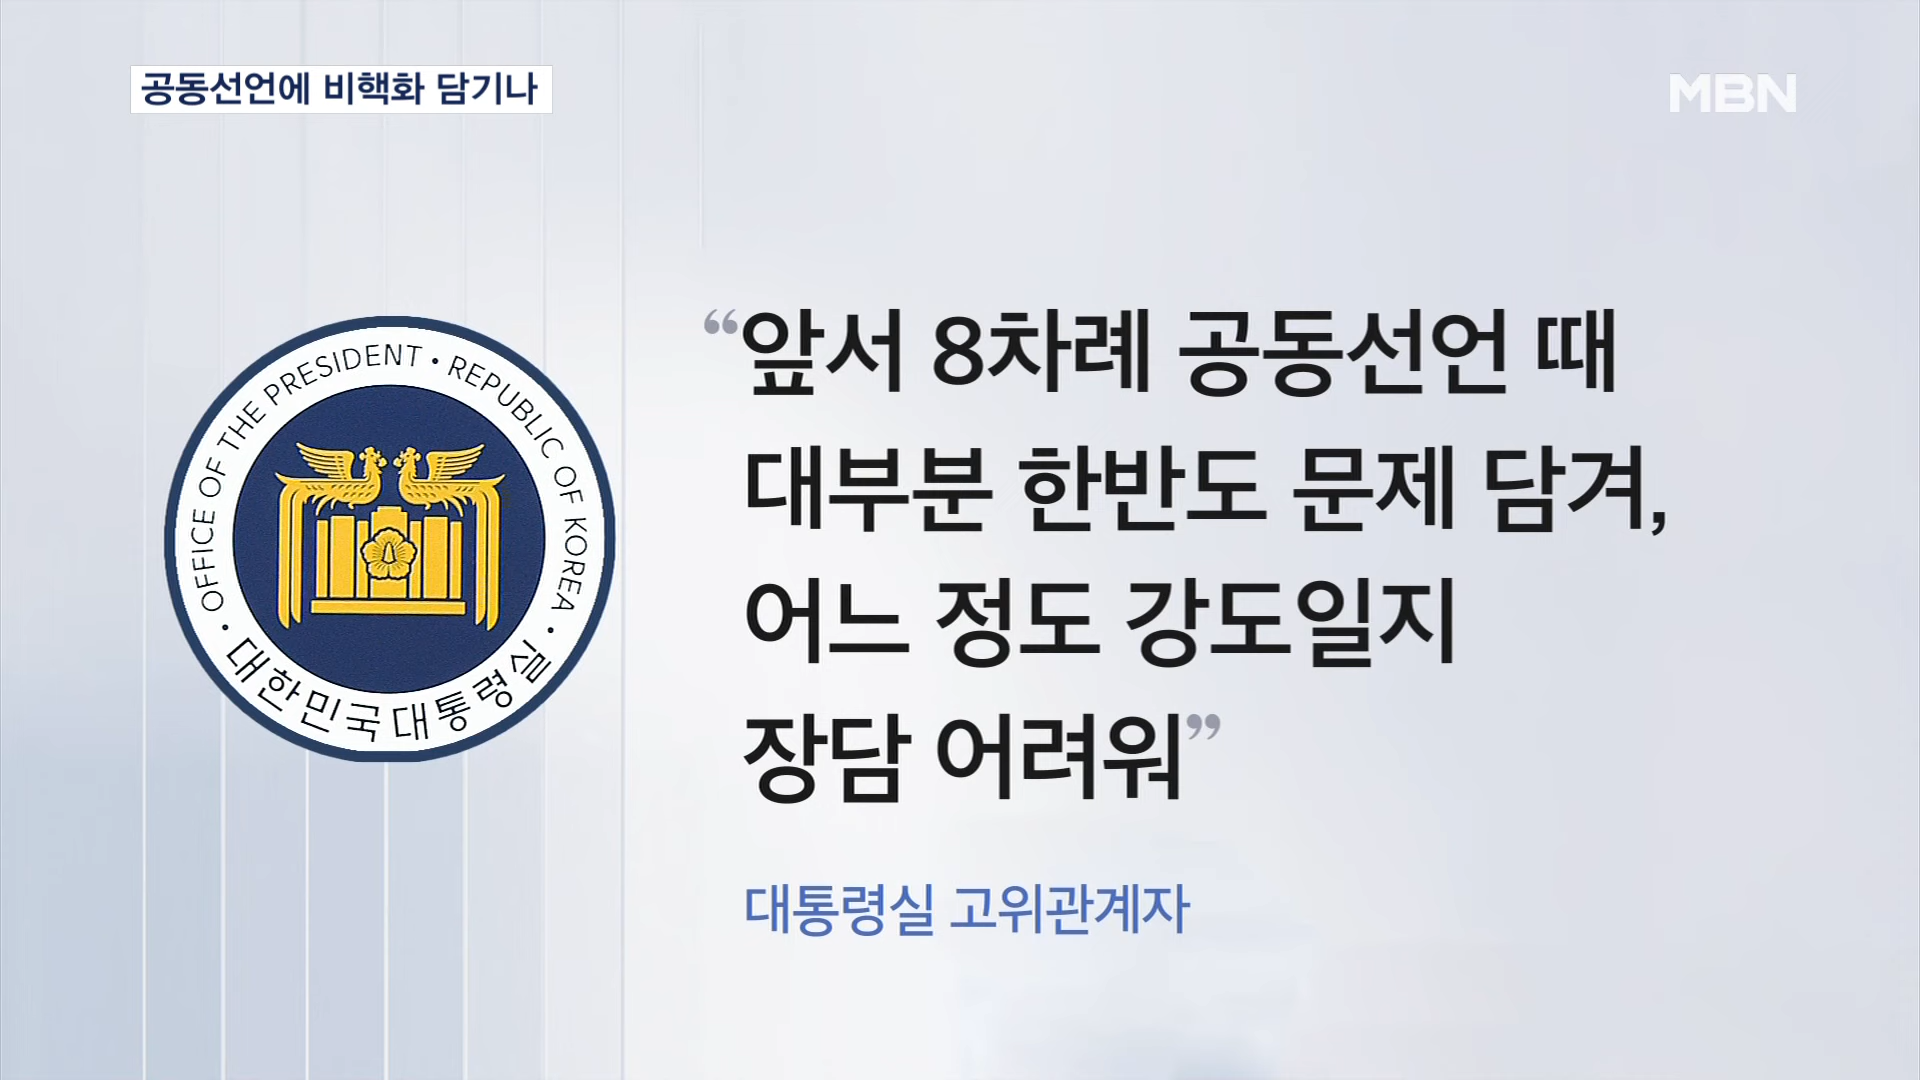 공동선언에 비핵화 담기나
MBN
OFFICE OF THE PRESIDENT • REPUBLIC OF KOREA
• 대한민국 대통령실 •
“앞서 8차례 공동선언 때
대부분 한반도 문제 담겨,
어느 정도 강도일지
장담 어려워”
대통령실 고위관계자